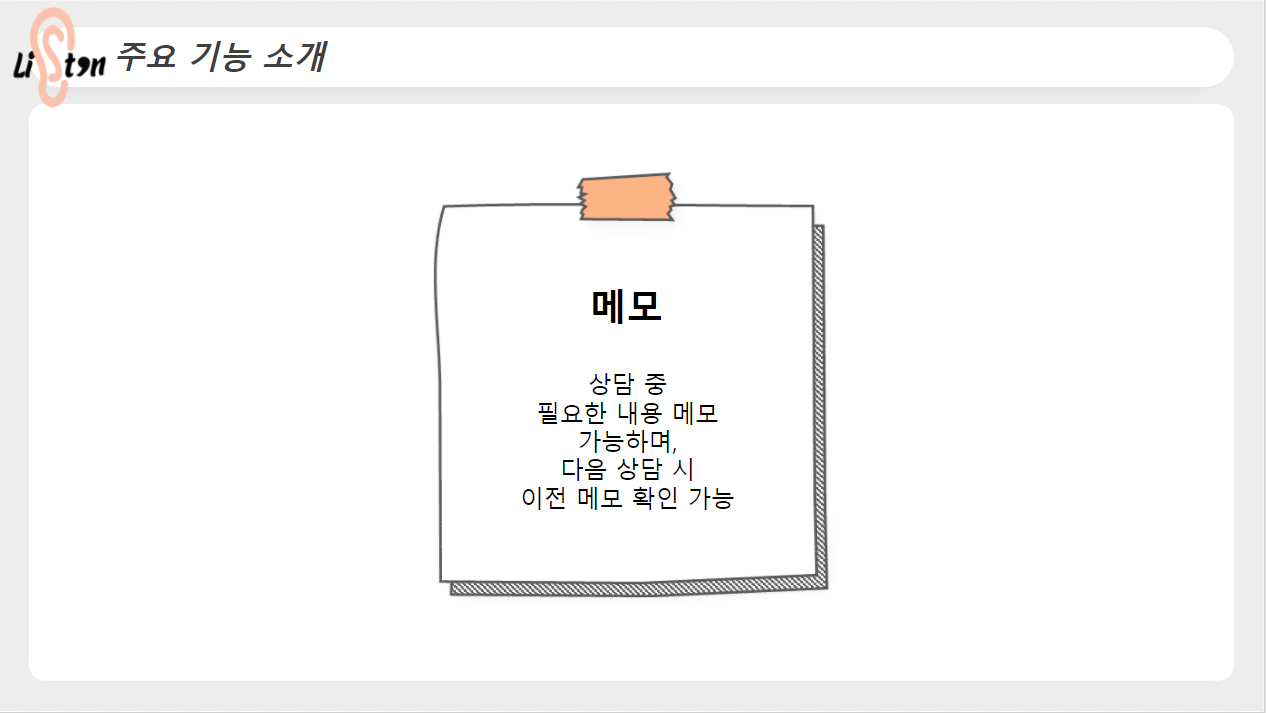 Liston
주요 기능 소개
메모
상담 중
필요한 내용 메모
가능하며,
다음 상담 시
이전 메모 확인 가능